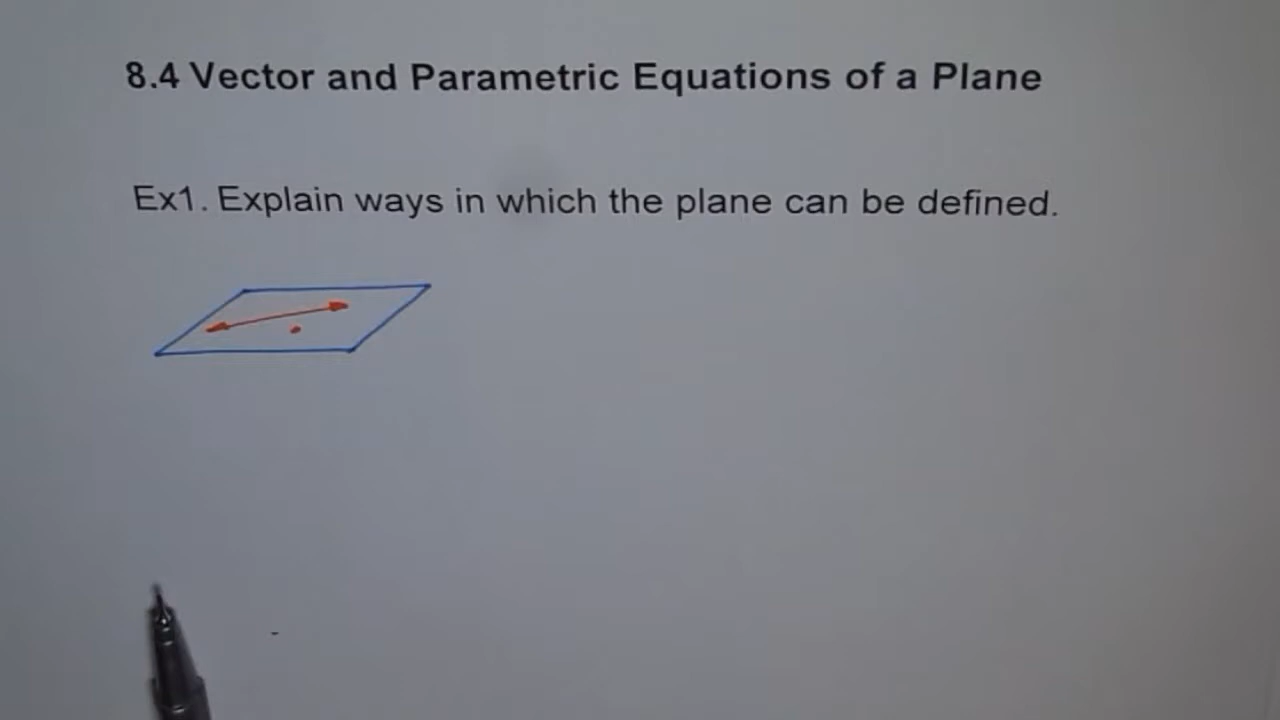 8.4 Vector and Parametric Equations of a Plane
Ex1. Explain ways in which the plane can be defined.